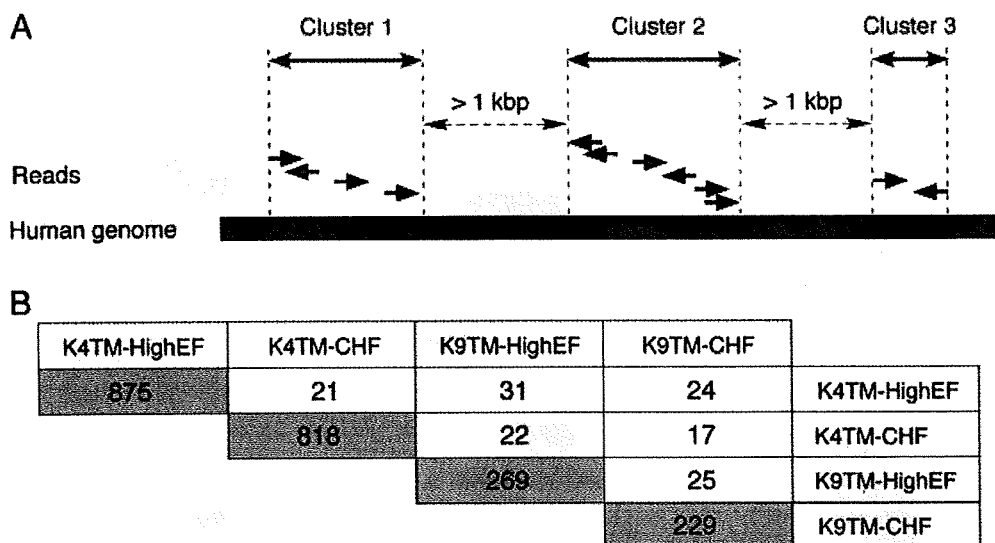 A
Cluster 1 Cluster 2 Cluster 3
> 1 kbp > 1 kbp
Reads
Human genome
B
K4TM-HighEF K4TM-CHF K9TM-HighEF K9TM-CHF
875 21 31 24 K4TM-HighEF
818 22 17 K4TM-CHF
269 25 K9TM-HighEF
229 K9TM-CHF